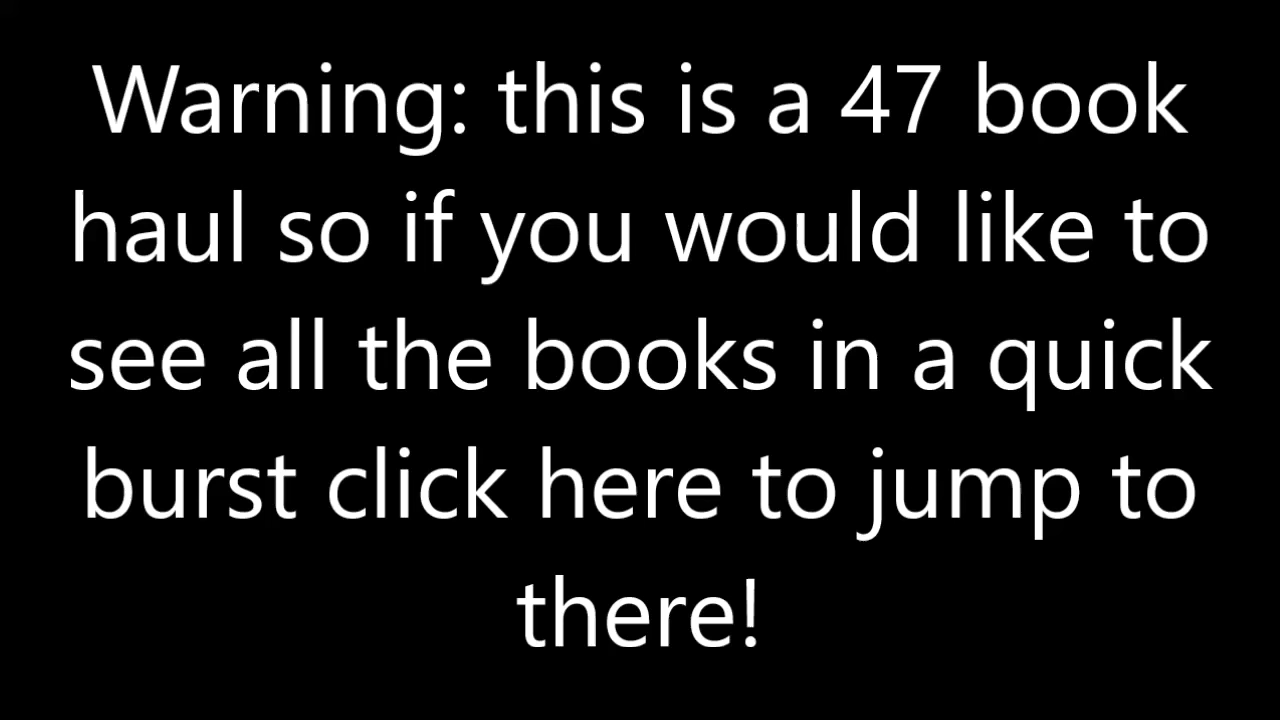 Warning: this is a 47 book
haul so if you would like to
see all the books in a quick
burst click here to jump to
there!